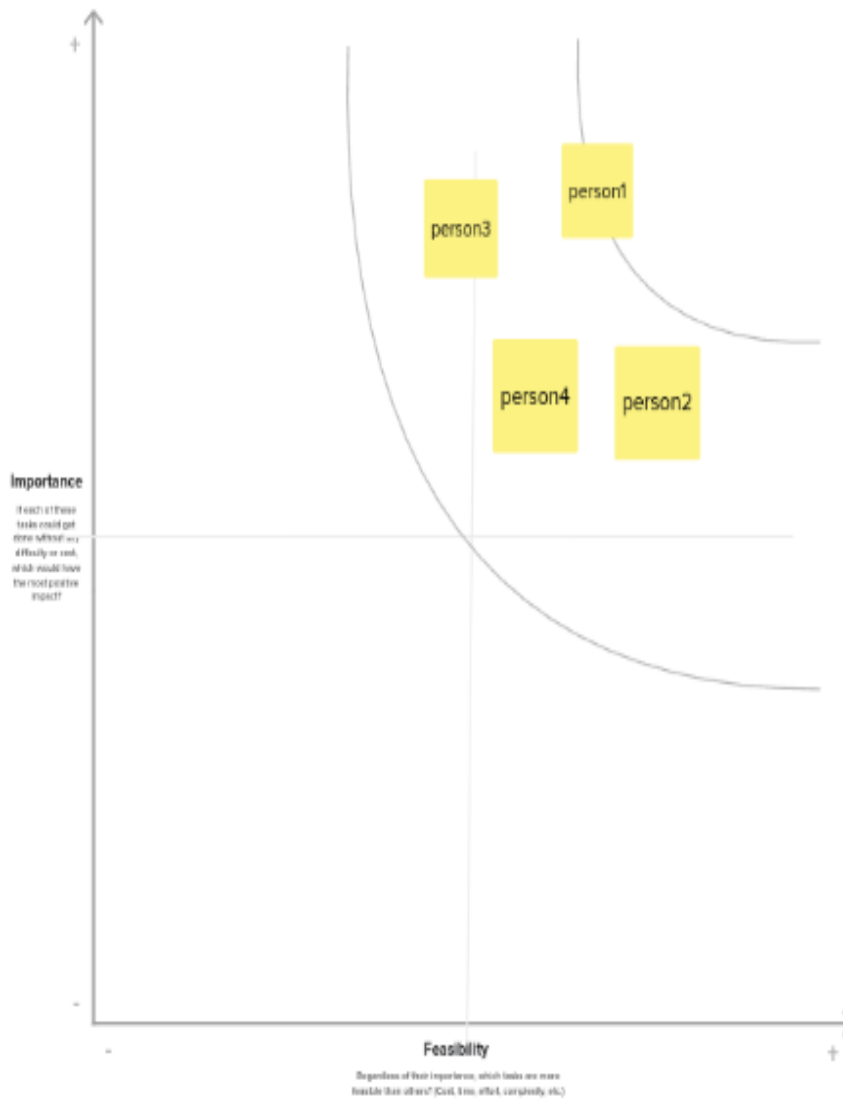 +
person1
person3
person4
person2
Importance
If each of these
tasks could get
done without any
difficulty or cost,
which would have
the most positive
impact?
-
-
Feasibility
+
Regardless of their importance, which tasks are more
feasible than others? (Cost, time, effort, complexity, etc.)